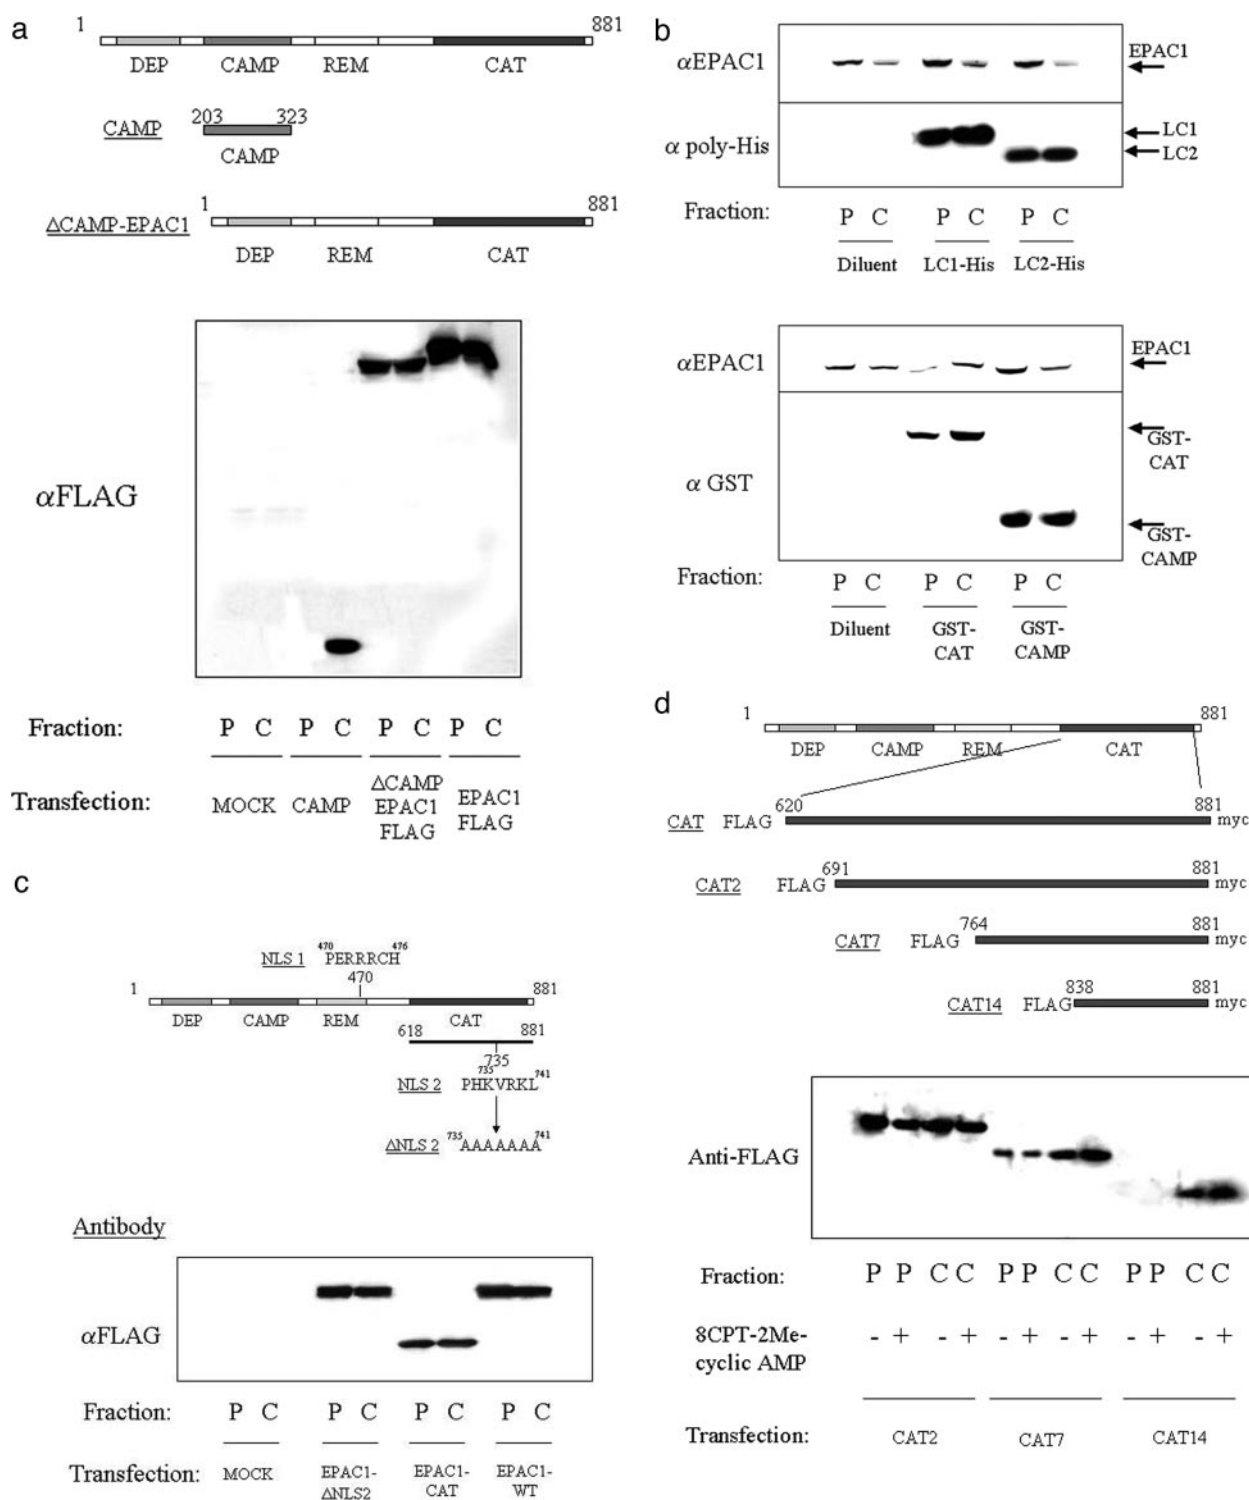 a
1 881
DEP CAMP REM CAT
203 323
CAMP
CAMP
1 881
ΔCAMP-EPAC1
DEP REM CAT
αFLAG
Fraction: P C P C P C P C
Transfection: MOCK CAMP ΔCAMP EPAC1 FLAG EPAC1 FLAG
b
αEPAC1
EPAC1
α poly-His
LC1
LC2
Fraction: P C P C P C
Diluent LC1-His LC2-His
αEPAC1
EPAC1
α GST
GST-CAT
GST-CAMP
Fraction: P C P C P C
Diluent GST-CAT GST-CAMP
c
NLS 1 470 PERRRCH 476
470
1 881
DEP CAMP REM CAT
618 881
735
NLS 2 735 PHKVRKL 741
ΔNLS 2 735 AAAAAAA 741
Antibody
αFLAG
Fraction: P C P C P C P C
Transfection: MOCK EPAC1-ΔNLS2 EPAC1-CAT EPAC1-WT
d
1 881
DEP CAMP REM CAT
620 881
CAT FLAG myc
691 881
CAT2 FLAG myc
764 881
CAT7 FLAG myc
838 881
CAT14 FLAG myc
Anti-FLAG
Fraction: P P C C P P C C P P C C
8CPT-2Me-cyclic AMP - + - + - + - + - + - +
Transfection: CAT2 CAT7 CAT14